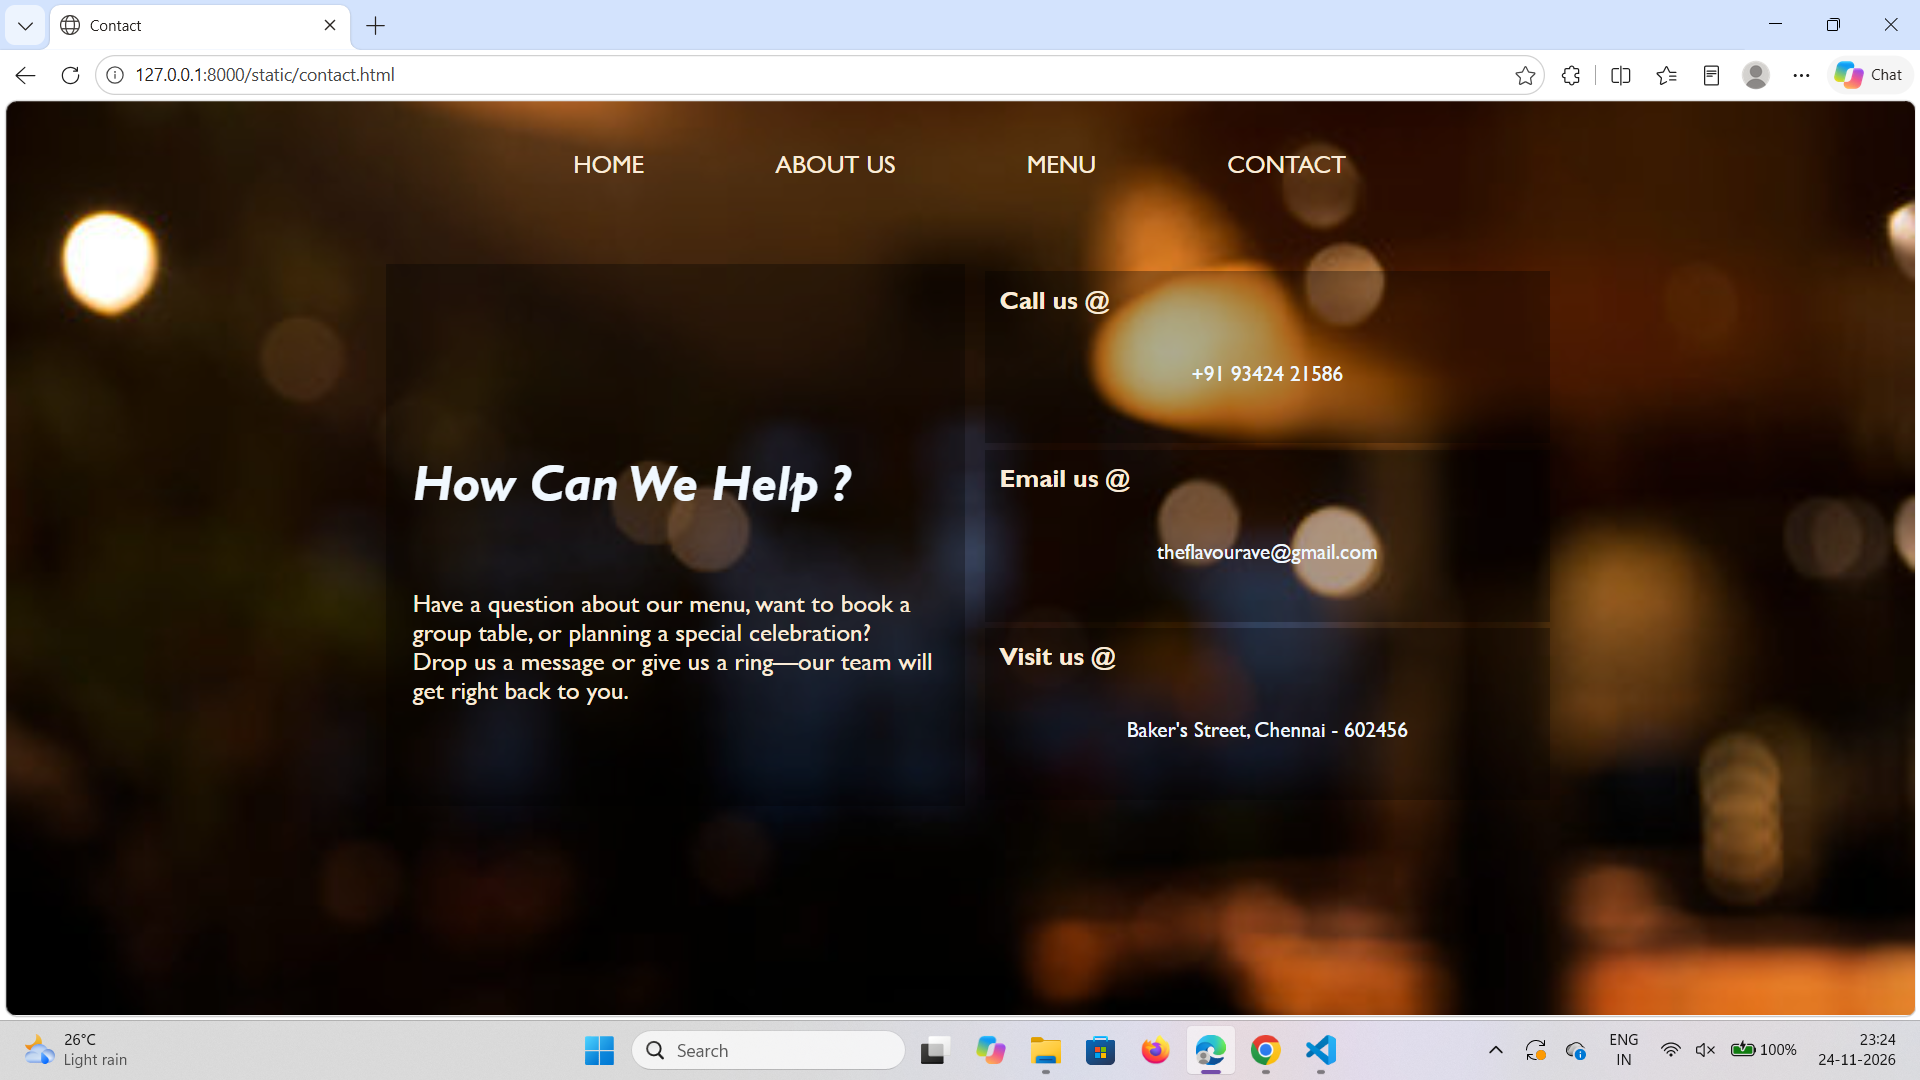 Contact
127.0.0.1:8000/static/contact.html
Chat
HOME
ABOUT US
MENU
CONTACT
How Can We Help ?
Have a question about our menu, want to book a
group table, or planning a special celebration?
Drop us a message or give us a ring—our team will
get right back to you.
Call us @
+91 93424 21586
Email us @
theflavourave@gmail.com
Visit us @
Baker's Street, Chennai - 602456
26°C
Light rain
Search
ENG
IN
100%
23:24
24-11-2026